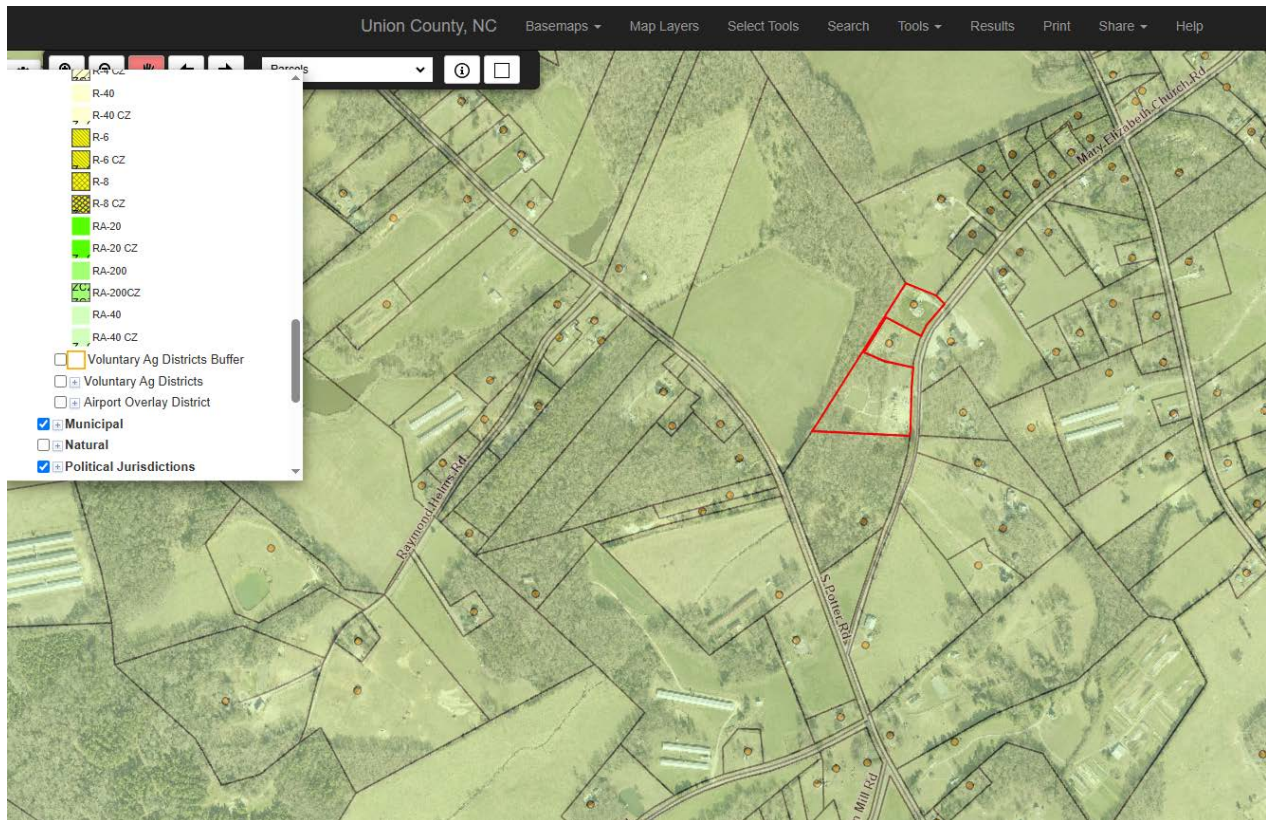 Union County, NC Basemaps Map Layers Select Tools Search Tools Results Print Share Help
Parcels
R-4 CZ
R-40
R-40 CZ
R-6
R-6 CZ
R-8
R-8 CZ
RA-20
RA-20 CZ
RA-200
RA-200CZ
RA-40
RA-40 CZ
Voluntary Ag Districts Buffer
Voluntary Ag Districts
Airport Overlay District
Municipal
Natural
Political Jurisdictions
Mary Elizabeth Church Rd
Raymond Helms Rd
S Potter Rd
Mill Rd